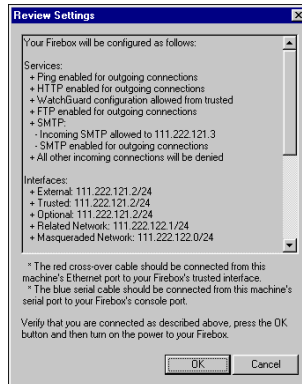 Review Settings
Your Firebox will be configured as follows:
Services:
+ Ping enabled for outgoing connections
+ HTTP enabled for outgoing connections
+ WatchGuard configuration allowed from trusted
+ FTP enabled for outgoing connections
+ SMTP:
- Incoming SMTP allowed to 111.222.121.3
- SMTP enabled for outgoing connections
+ All other incoming connections will be denied
Interfaces:
+ External: 111.222.121.2/24
+ Trusted: 111.222.121.2/24
+ Optional: 111.222.121.2/24
+ Related Network: 111.222.122.1/24
+ Masqueraded Network: 111.222.122.0/24
* The red cross-over cable should be connected from this
machine's Ethernet port to your Firebox's trusted interface.
* The blue serial cable should be connected from this machine's
serial port to your Firebox's console port.
Verify that you are connected as described above, press the OK
button and then turn on the power to your Firebox.
OK
Cancel